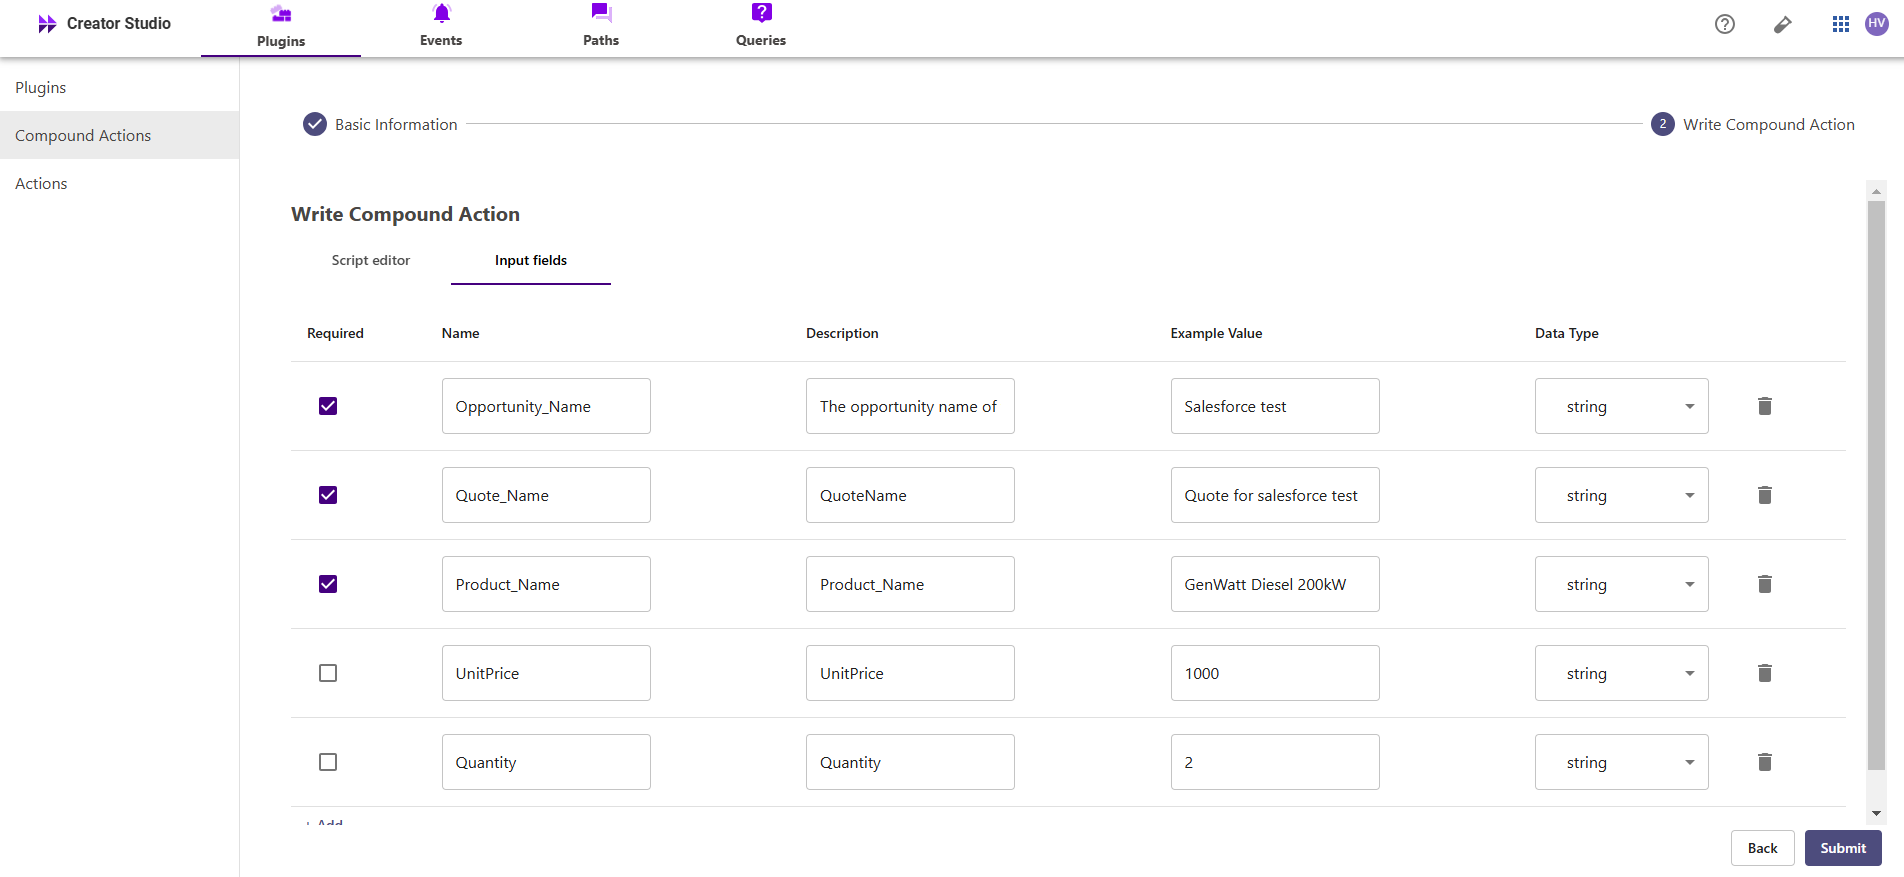 Creator Studio
Plugins
Events
Paths
Queries
HV
Plugins
Compound Actions
Actions
Basic Information
2 Write Compound Action
Write Compound Action
Script editor
Input fields
Required Name Description Example Value Data Type
Opportunity_Name The opportunity name of Salesforce test string
Quote_Name QuoteName Quote for salesforce test string
Product_Name Product_Name GenWatt Diesel 200kW string
UnitPrice UnitPrice 1000 string
Quantity Quantity 2 string
+ Add
Back
Submit